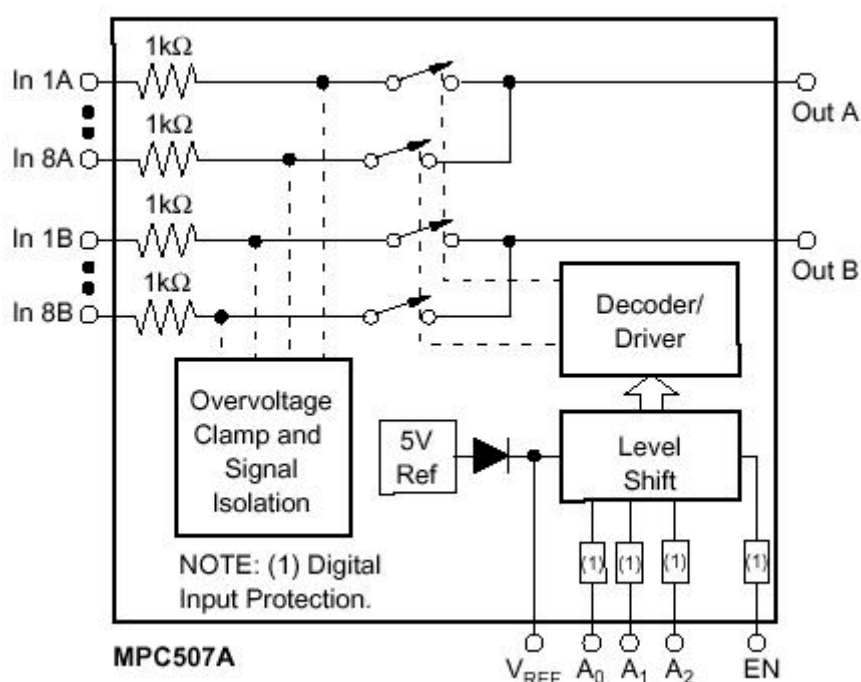 1kΩ
In 1A
Out A
1kΩ
In 8A
1kΩ
In 1B
Out B
1kΩ
In 8B
Decoder/
Driver
Overvoltage
Clamp and
Signal
Isolation
5V
Ref
Level
Shift
(1) (1) (1) (1)
NOTE: (1) Digital
Input Protection.
MPC507A
VREF A0 A1 A2 EN